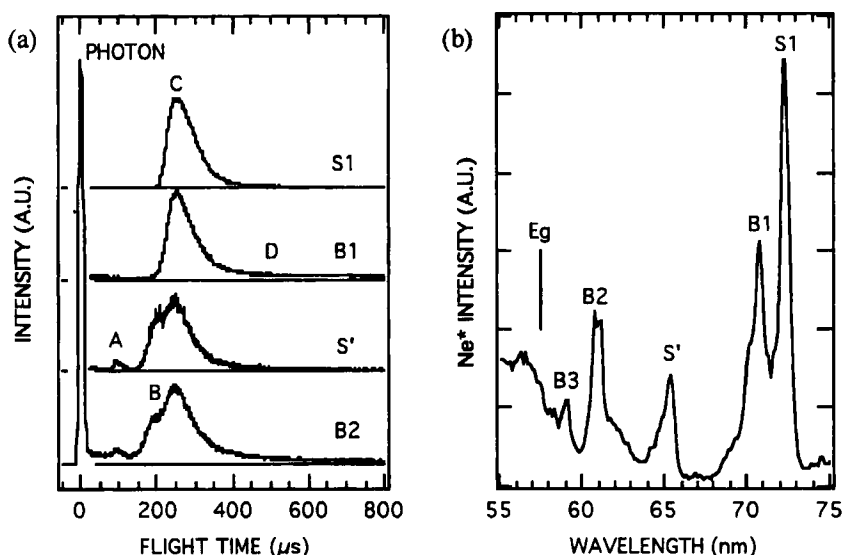 (a)
PHOTON
C
S1
D
B1
A
S'
B
B2
INTENSITY (A.U.)
0
200
400
600
800
FLIGHT TIME (μs)
(b)
S1
B1
Eg
B2
S'
B3
Ne* INTENSITY (A.U.)
55
60
65
70
75
WAVELENGTH (nm)